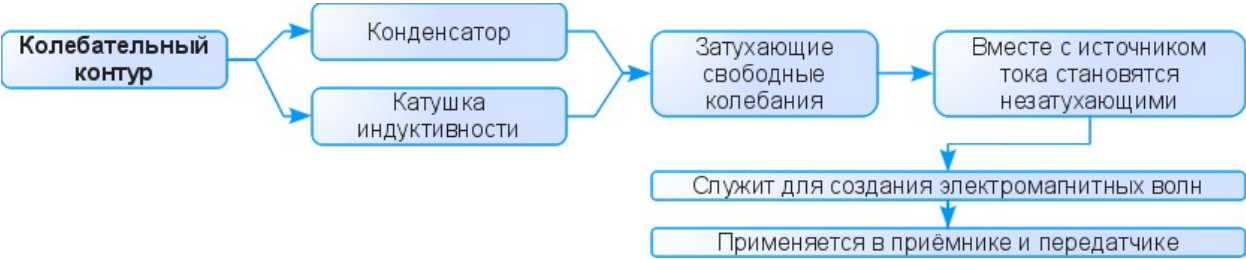 Колебательный
контур
Конденсатор
Катушка
индуктивности
Затухающие
свободные
колебания
Вместе с источником
тока становятся
незатухающими
Служит для создания электромагнитных волн
Применяется в приёмнике и передатчике